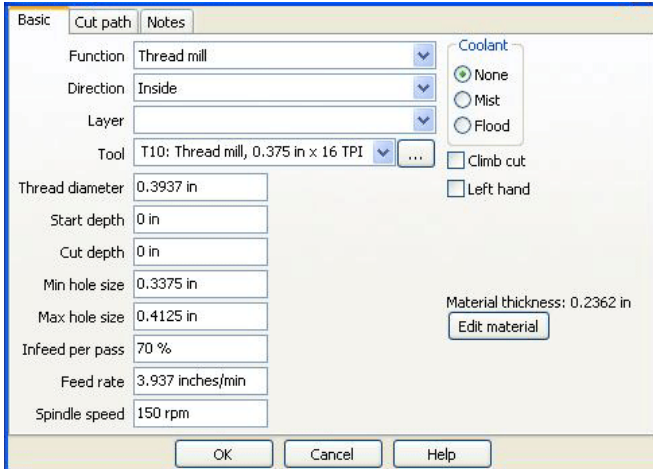 Basic Cut path Notes
Function Thread mill
Direction Inside
Layer
Tool T10: Thread mill, 0.375 in x 16 TPI ...
Thread diameter 0.3937 in
Start depth 0 in
Cut depth 0 in
Min hole size 0.3375 in
Max hole size 0.4125 in
Infeed per pass 70 %
Feed rate 3.937 inches/min
Spindle speed 150 rpm
Coolant
None
Mist
Flood
Climb cut
Left hand
Material thickness: 0.2362 in
Edit material
OK Cancel Help